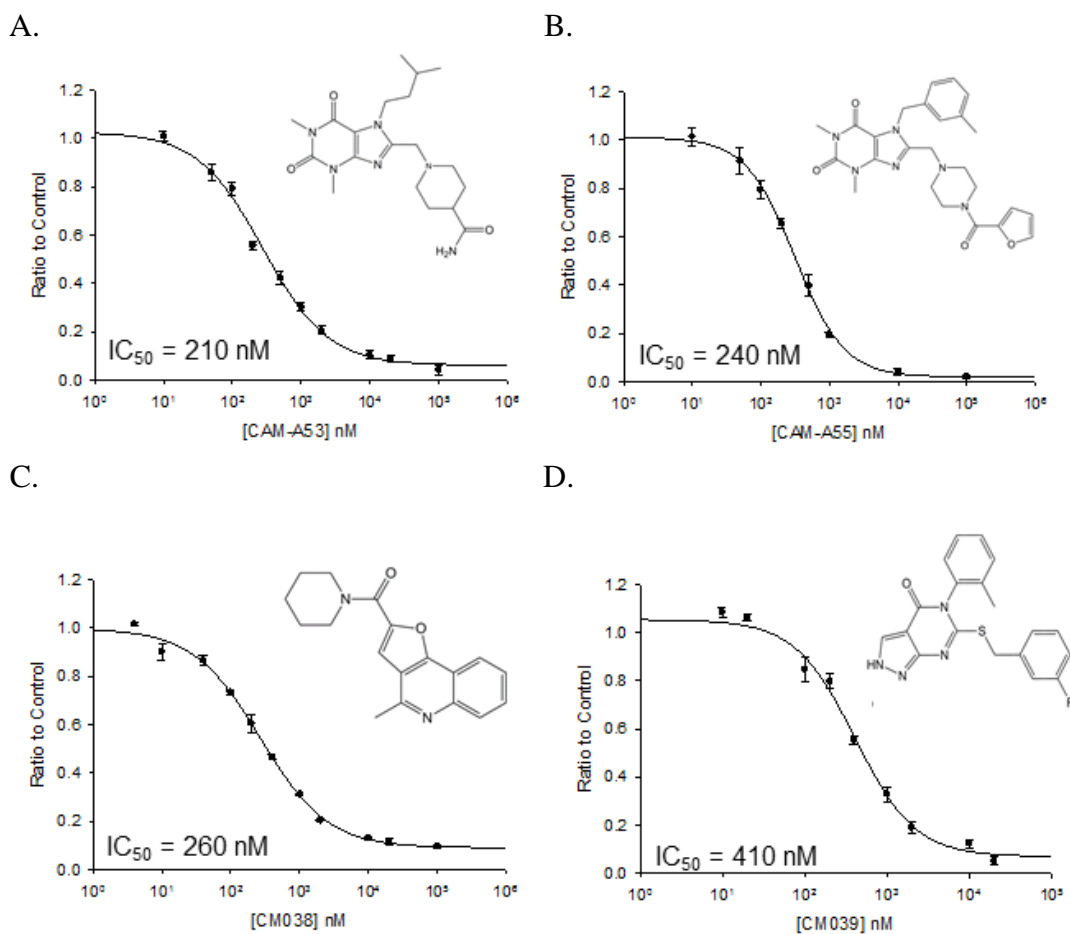 A.
1.2
1.0
0.8
0.6
0.4
0.2
0.0
Ratio to Control
IC₅₀ = 210 nM
10⁰ 10¹ 10² 10³ 10⁴ 10⁵ 10⁶
[CAM-A53] nM
O
N
N
N
N
O
N
O
H₂N
B.
1.2
1.0
0.8
0.6
0.4
0.2
0.0
Ratio to Control
IC₅₀ = 240 nM
10⁰ 10¹ 10² 10³ 10⁴ 10⁵ 10⁶
[CAM-A55] nM
O
N
N
N
N
O
N
N
O
O
C.
1.2
1.0
0.8
0.6
0.4
0.2
0.0
Ratio to Control
IC₅₀ = 260 nM
10⁰ 10¹ 10² 10³ 10⁴ 10⁵ 10⁶
[CM038] nM
O
N
O
N
D.
1.2
1.0
0.8
0.6
0.4
0.2
0.0
Ratio to Control
IC₅₀ = 410 nM
10⁰ 10¹ 10² 10³ 10⁴ 10⁵
[CM039] nM
O
N
S
HN
N
N